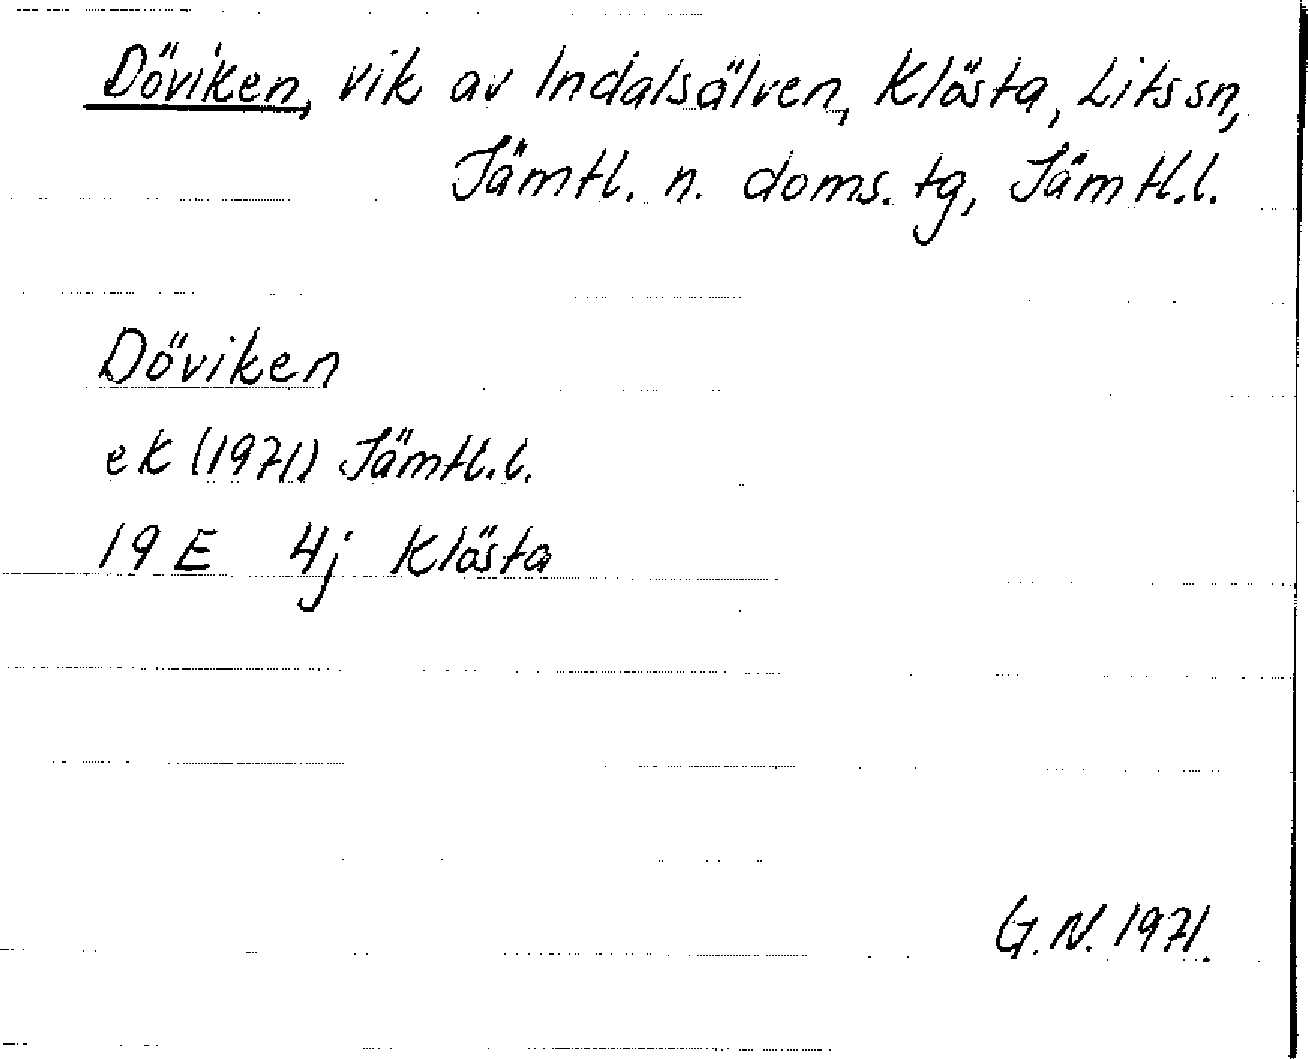 Döviken, vik av Indalsälven, Klösta, Lits sn,
Jämtl. n. doms. tg, Jämtl.l.
Döviken
ek (1971) Jämtl.l.
19 E 4j Klösta
G.N. 1971.